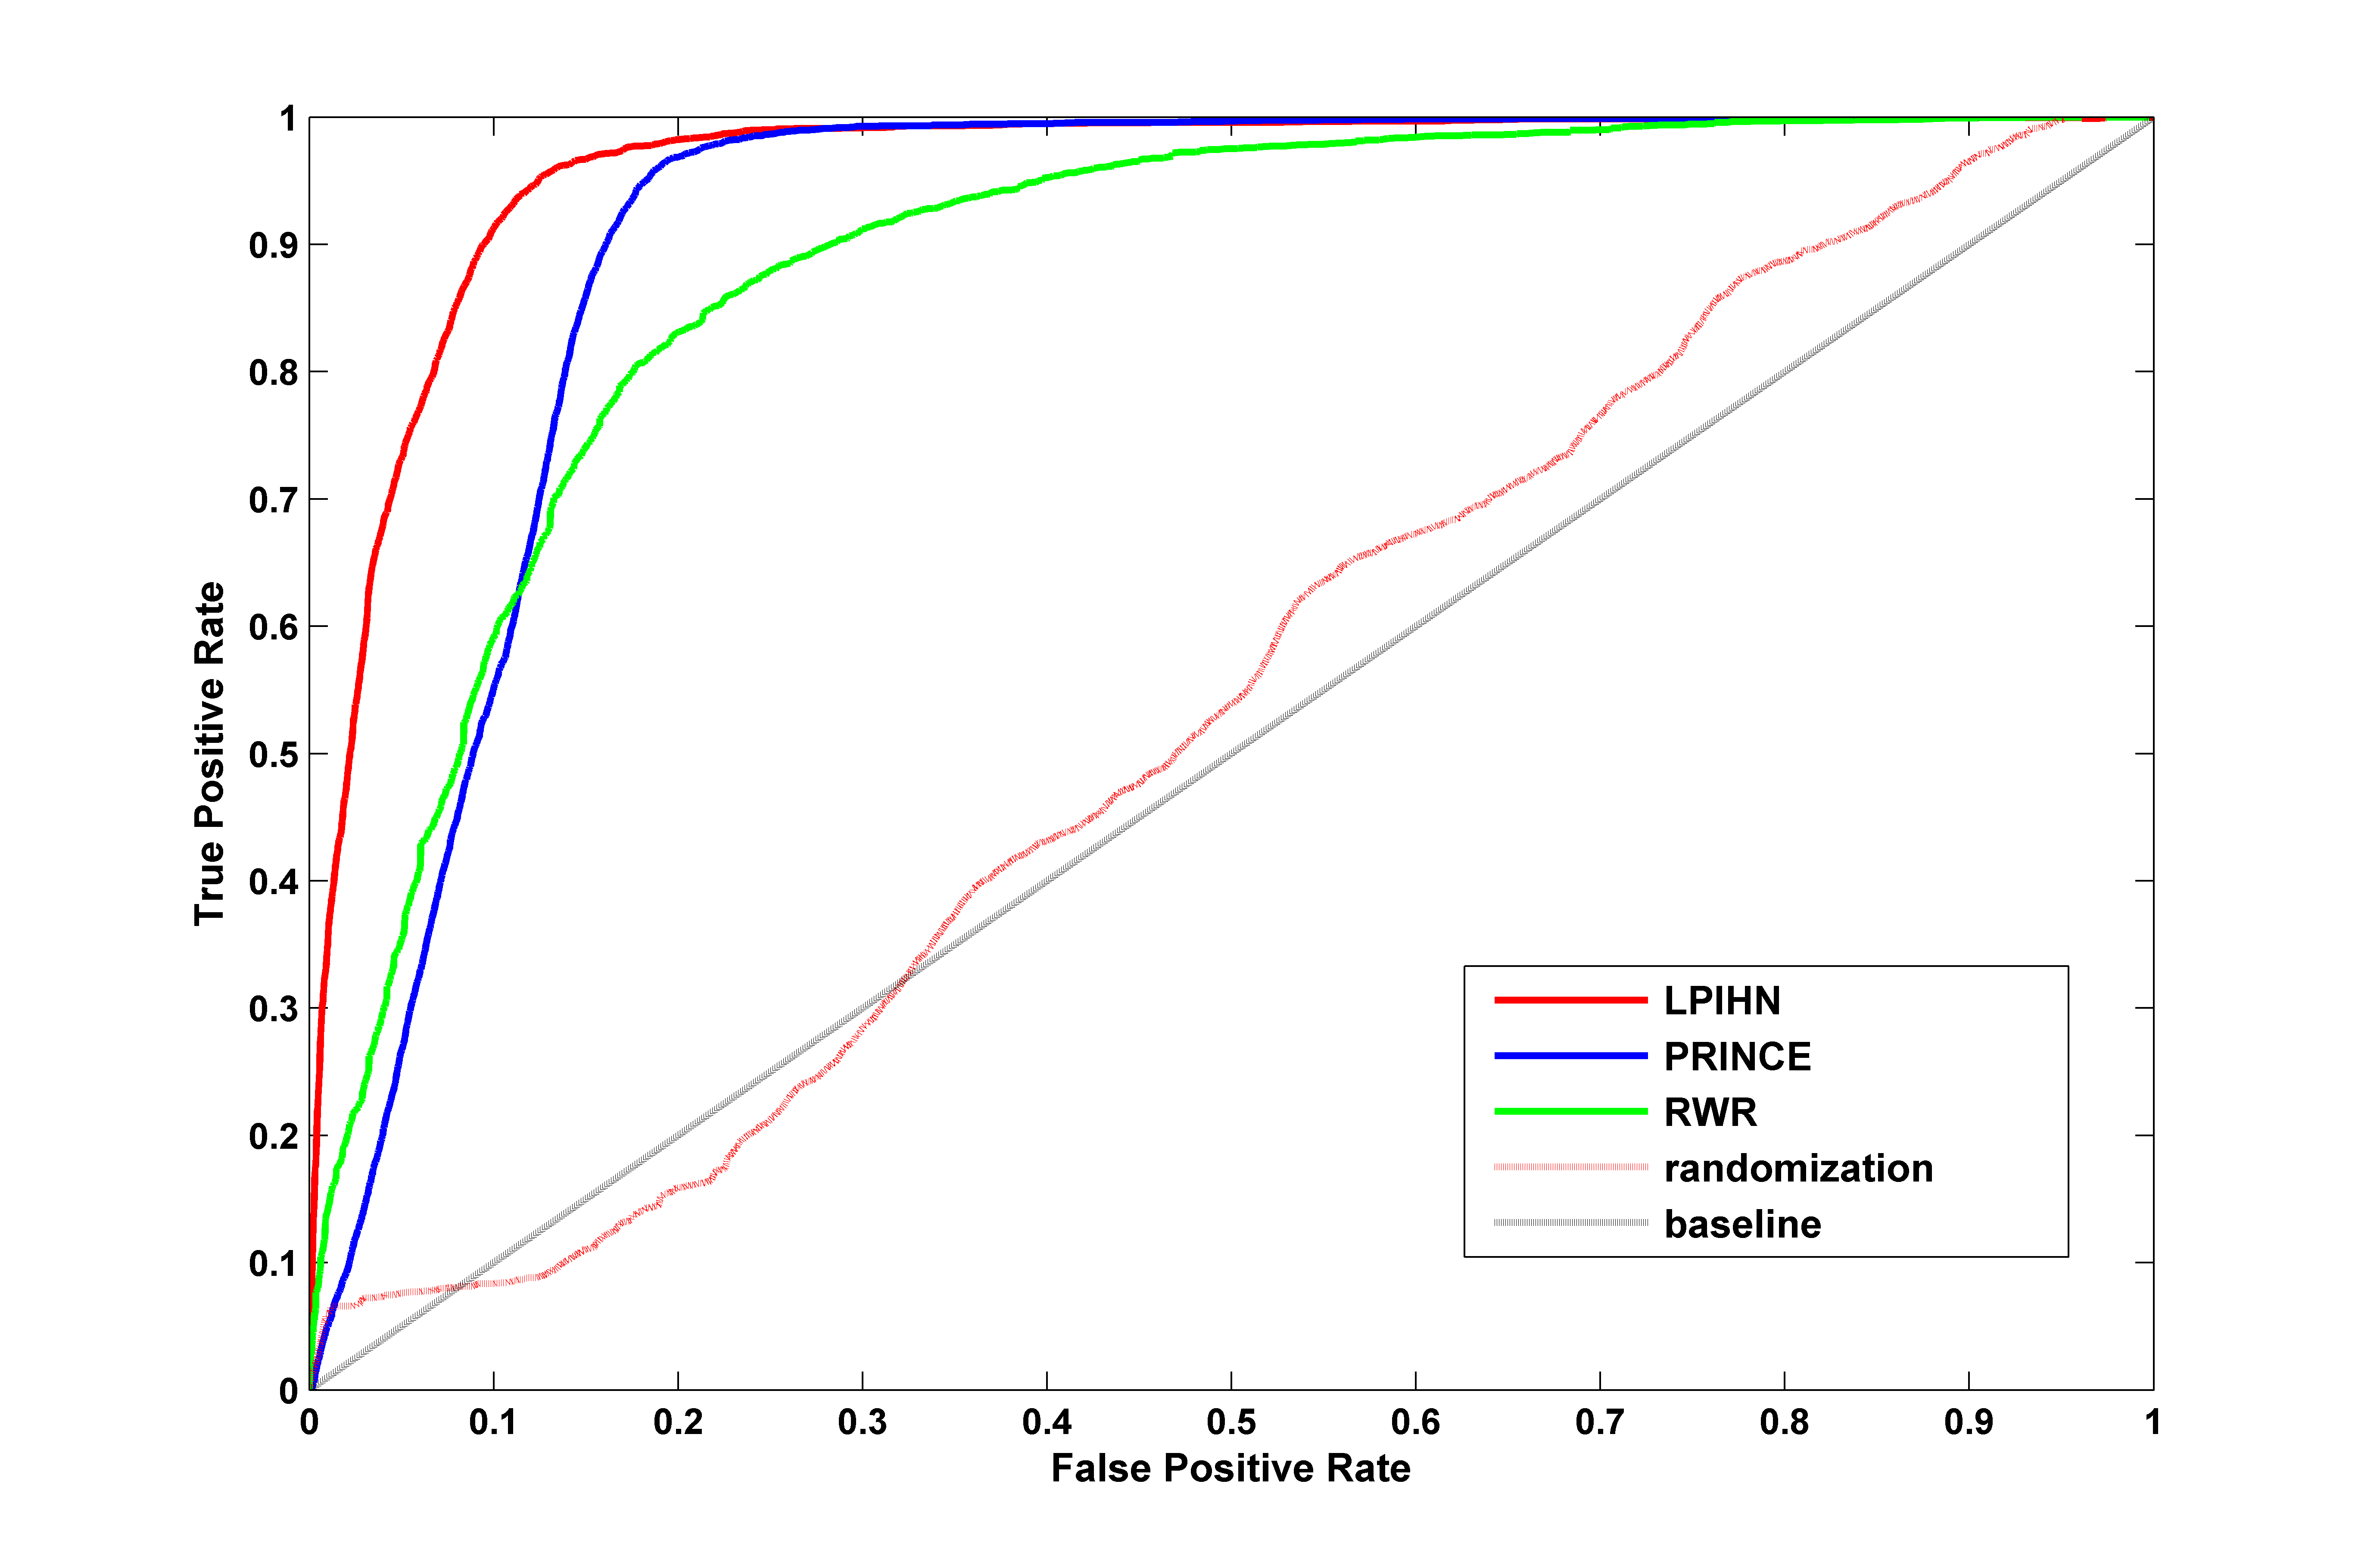 1
0.9
0.8
0.7
0.6
0.5
0.4
0.3
0.2
0.1
0
True Positive Rate
LPIHN
PRINCE
RWR
randomization
baseline
0 0.1 0.2 0.3 0.4 0.5 0.6 0.7 0.8 0.9 1
False Positive Rate